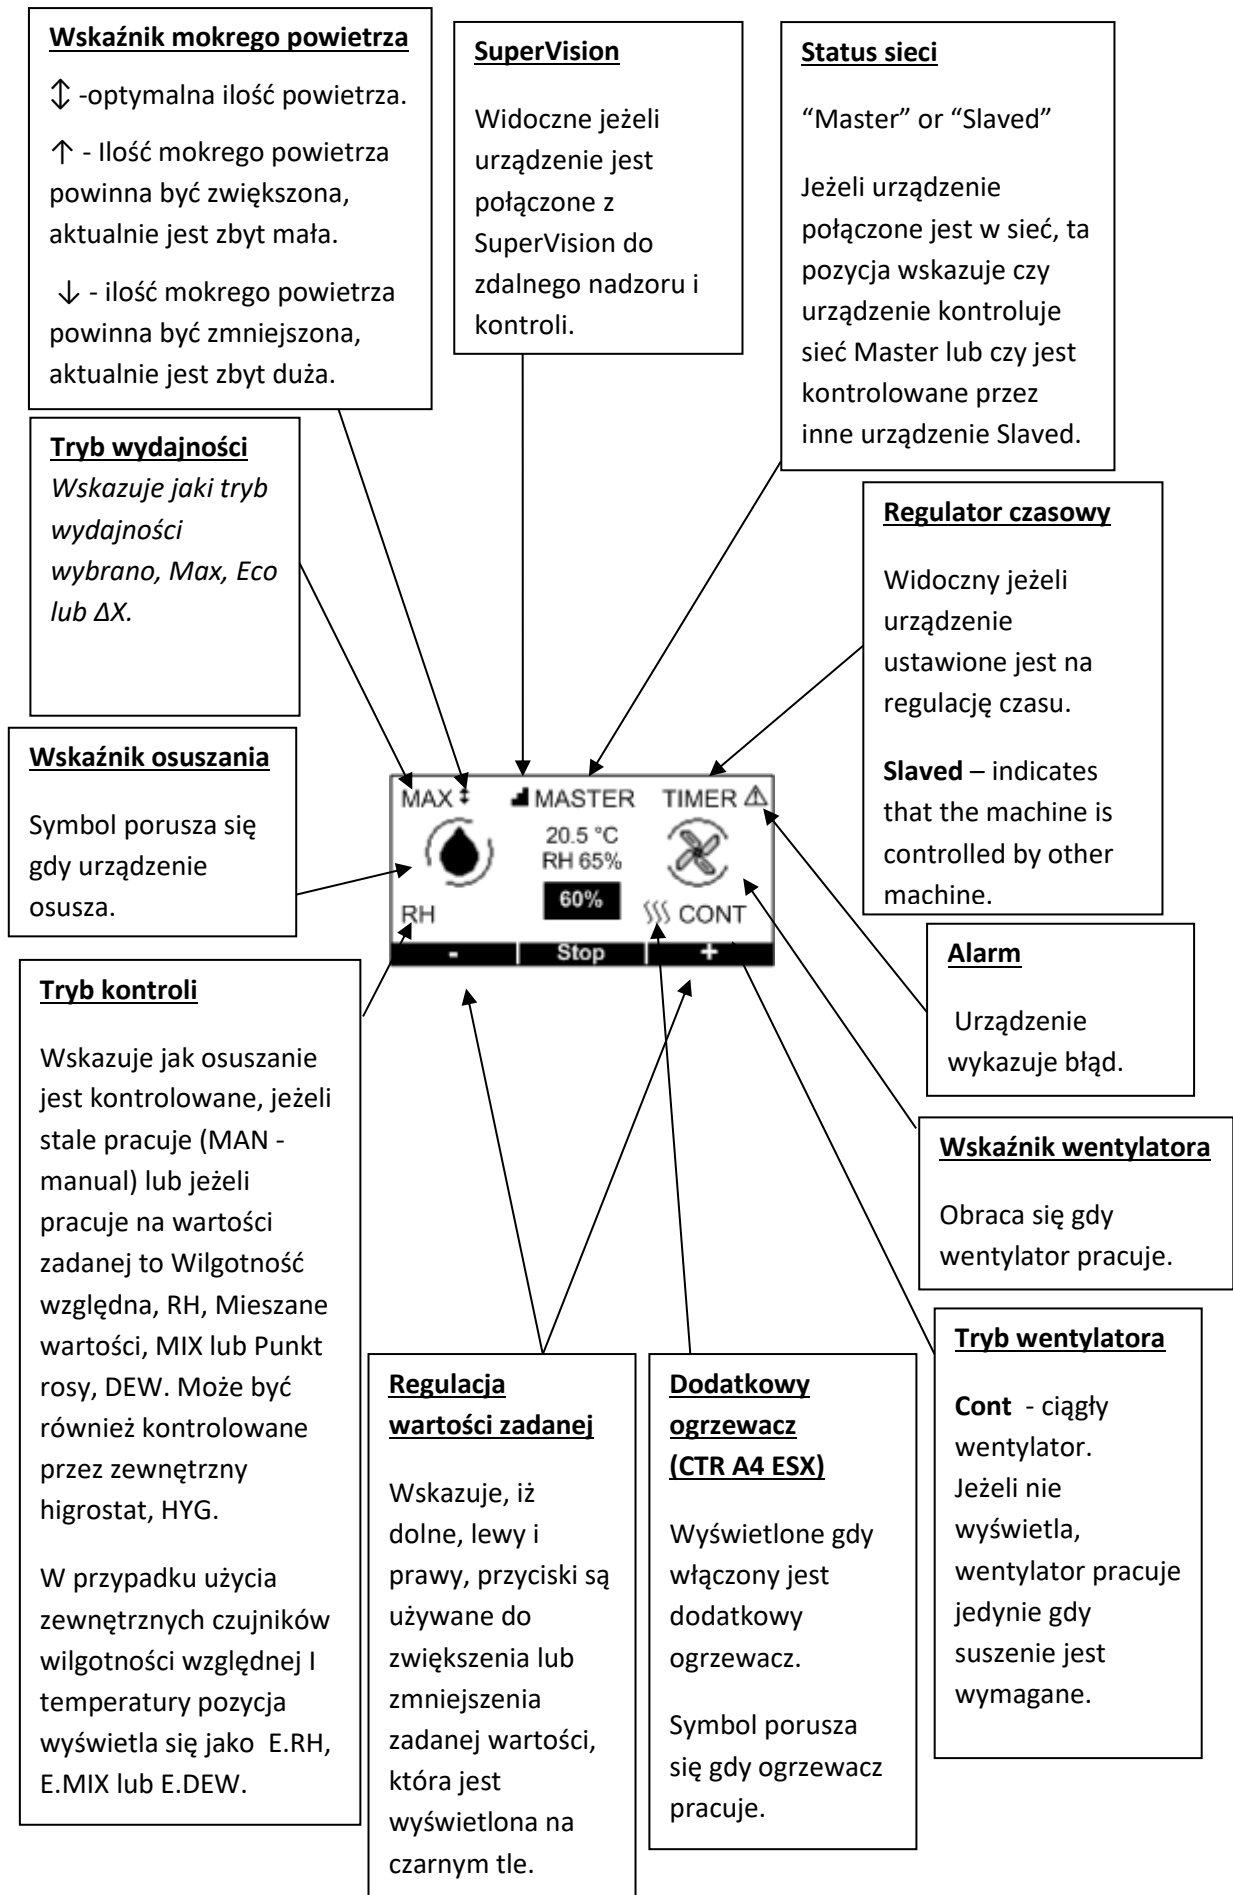 Wskaźnik mokrego powietrza
↕ -optymalna ilość powietrza.
↑ - Ilość mokrego powietrza
powinna być zwiększona,
aktualnie jest zbyt mała.
↓ - ilość mokrego powietrza
powinna być zmniejszona,
aktualnie jest zbyt duża.
SuperVision
Widoczne jeżeli
urządzenie jest
połączone z
SuperVision do
zdalnego nadzoru i
kontroli.
Status sieci
“Master” or “Slaved”
Jeżeli urządzenie
połączone jest w sieć, ta
pozycja wskazuje czy
urządzenie kontroluje
sieć Master lub czy jest
kontrolowane przez
inne urządzenie Slaved.
Tryb wydajności
Wskazuje jaki tryb
wydajności
wybrano, Max, Eco
lub ΔX.
Regulator czasowy
Widoczny jeżeli
urządzenie
ustawione jest na
regulację czasu.
Slaved – indicates
that the machine is
controlled by other
machine.
Wskaźnik osuszania
Symbol porusza się
gdy urządzenie
osusza.
MAX ↕ MASTER TIMER ⚠
20.5 °C
RH 65%
60%
RH CONT
- Stop +
Alarm
Urządzenie
wykazuje błąd.
Tryb kontroli
Wskazuje jak osuszanie
jest kontrolowane, jeżeli
stale pracuje (MAN -
manual) lub jeżeli
pracuje na wartości
zadanej to Wilgotność
względna, RH, Mieszane
wartości, MIX lub Punkt
rosy, DEW. Może być
również kontrolowane
przez zewnętrzny
higrostat, HYG.
W przypadku użycia
zewnętrznych czujników
wilgotności względnej I
temperatury pozycja
wyświetla się jako E.RH,
E.MIX lub E.DEW.
Wskaźnik wentylatora
Obraca się gdy
wentylator pracuje.
Regulacja
wartości zadanej
Wskazuje, iż
dolne, lewy i
prawy, przyciski są
używane do
zwiększenia lub
zmniejszenia
zadanej wartości,
która jest
wyświetlona na
czarnym tle.
Dodatkowy
ogrzewacz
(CTR A4 ESX)
Wyświetlone gdy
włączony jest
dodatkowy
ogrzewacz.
Symbol porusza
się gdy ogrzewacz
pracuje.
Tryb wentylatora
Cont - ciągły
wentylator.
Jeżeli nie
wyświetla,
wentylator pracuje
jedynie gdy
suszenie jest
wymagane.